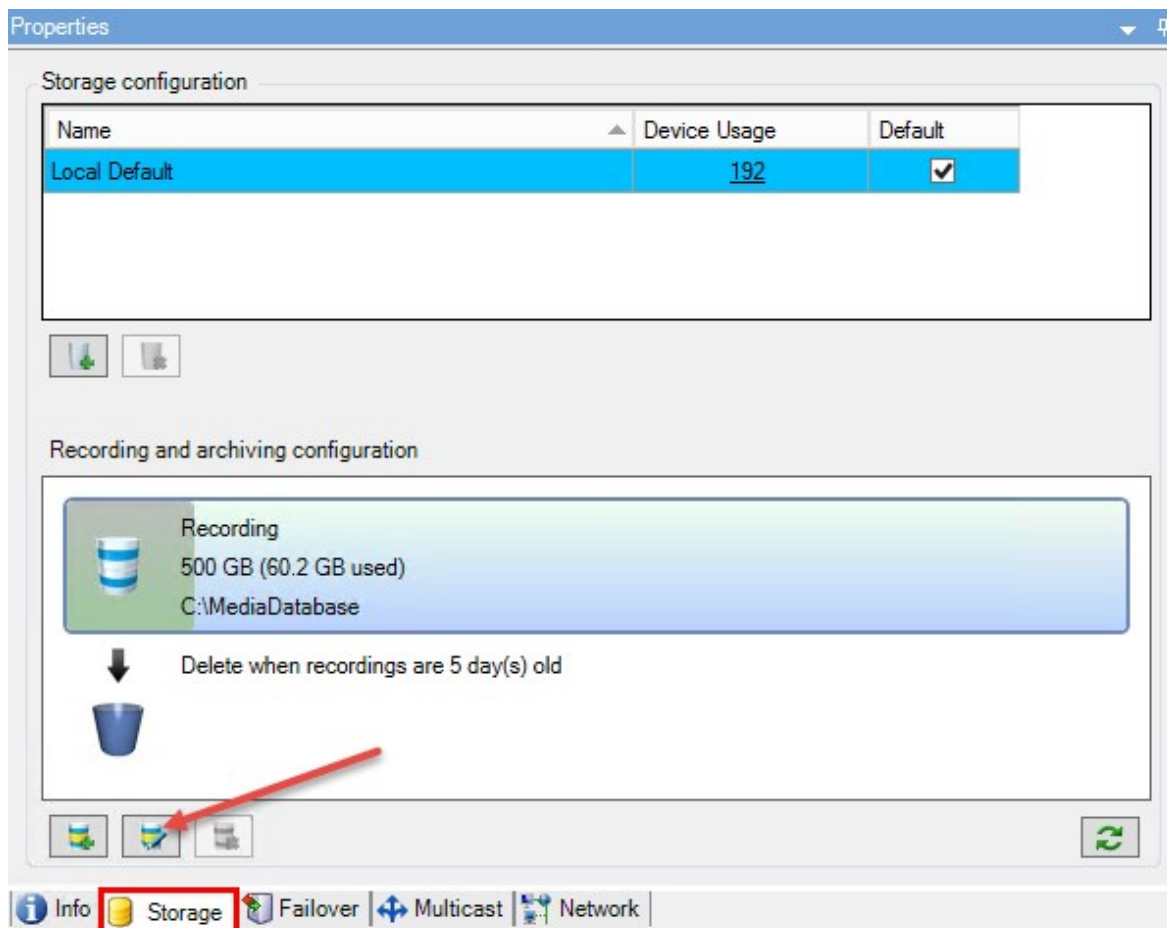 Properties
Storage configuration
Name Device Usage Default
Local Default 192
Recording and archiving configuration
Recording
500 GB (60.2 GB used)
C:\MediaDatabase
Delete when recordings are 5 day(s) old
Info Storage Failover Multicast Network